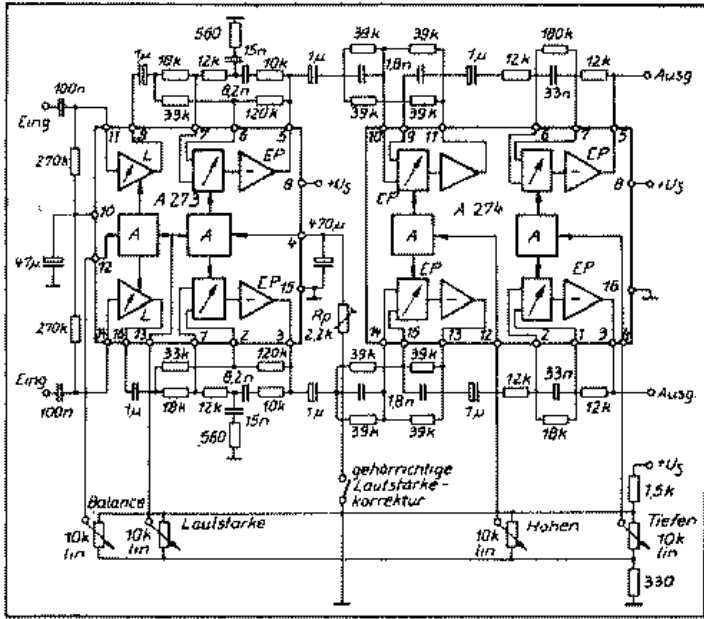 560
15n
1µ 18k 12k 10k 1µ
8,2n
39k 120k
39k 39k
1,8n
39k 39k
1µ 12k 180k 12k
33n
100n
Eing
Ausg
11 9 7 6 5
10 9 11 6 7 5
270k
L EP
A 273
8 +Us
EP
A 274
EP
8 +Us
10
A A
4 470µ
A A
47µ
12
15
16
L EP
EP EP
Rp
2,2k
270k
14 16 13 1 2 3
14 15 13 12 2 1 3 4
Eing
100n
33k 120k
8,2n
1µ 18k 12k 10k 1µ
15n
560
39k 39k
1,8n
39k 39k
1µ 12k 33n 12k
18k
Ausg.
gehörrichtige
Lautstärke-
korrektur
+Us
1,5k
Balance
10k
lin
Lautstärke
10k
lin
Höhen
10k
lin
Tiefen
10k
lin
330